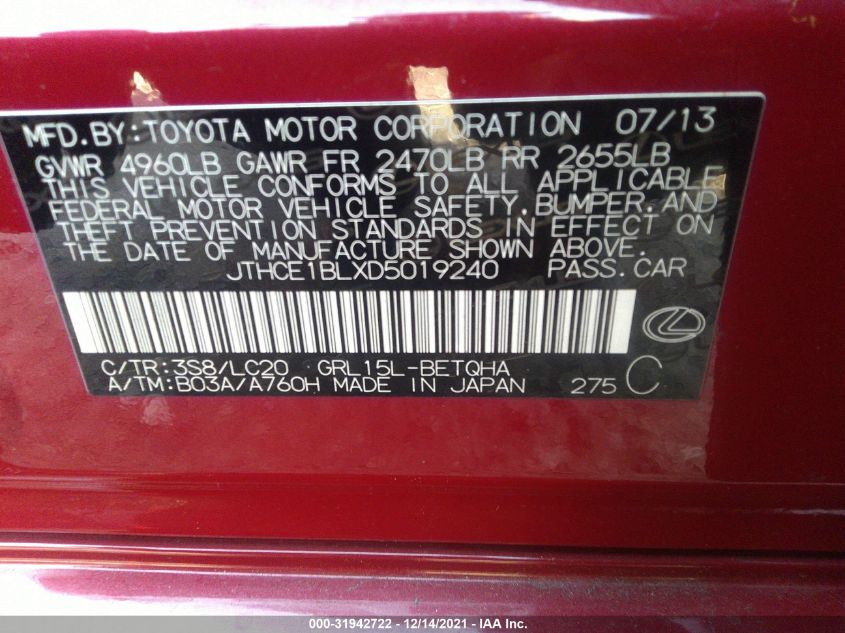 MFD.BY:TOYOTA MOTOR CORPORATION 07/13
GVWR 4960LB GAWR FR 2470LB RR 2655LB
THIS VEHICLE CONFORMS TO ALL APPLICABLE
FEDERAL MOTOR VEHICLE SAFETY,BUMPER,AND
THEFT PREVENTION STANDARDS IN EFFECT ON
THE DATE OF MANUFACTURE SHOWN ABOVE.
JTHCE1BLXD5019240 PASS.CAR
C/TR:3S8/LC20 GRL15L-BETQHA
A/TM:B03A/A760H MADE IN JAPAN 275 C
000-31942722 - 12/14/2021 - IAA Inc.